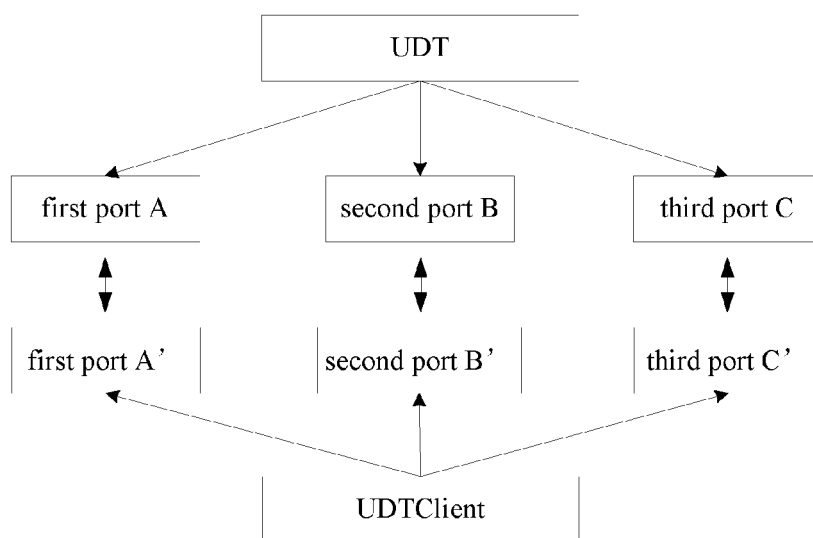 UDT
first port A
second port B
third port C
first port A’
second port B’
third port C’
UDTClient